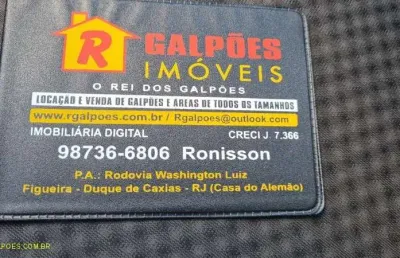 R GALPÕES
IMÓVEIS
O REI DOS GALPÕES
LOCAÇÃO E VENDA DE GALPÕES E AREAS DE TODOS OS TAMANHOS
www.rgalpoes.com.br / Rgalpoes@outlook.com
IMOBILIÁRIA DIGITAL CRECI J 7.366
98736-6806 Ronisson
P.A.: Rodovia Washington Luiz
Figueira - Duque de Caxias - RJ (Casa do Alemão)
LPOES.COM.BR